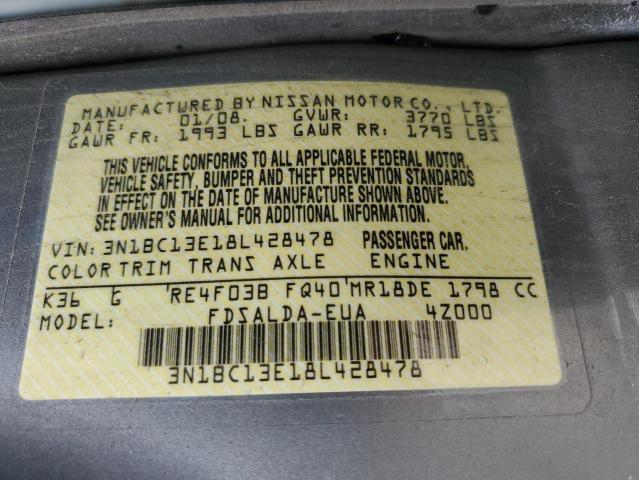 MANUFACTURED BY NISSAN MOTOR CO., LTD.
DATE: 01/08. GVWR: 3770 LBS
GAWR FR: 1993 LBS GAWR RR: 1795 LBS
THIS VEHICLE CONFORMS TO ALL APPLICABLE FEDERAL MOTOR
VEHICLE SAFETY, BUMPER AND THEFT PREVENTION STANDARDS
IN EFFECT ON THE DATE OF MANUFACTURE SHOWN ABOVE.
SEE OWNER'S MANUAL FOR ADDITIONAL INFORMATION.
VIN: 3N1BC13E18L428478 PASSENGER CAR.
COLOR TRIM TRANS AXLE ENGINE
K36 G RE4F03B FQ40 MR18DE 1798 CC
MODEL: FDSALDA-EUA 4Z000
3N1BC13E18L428478